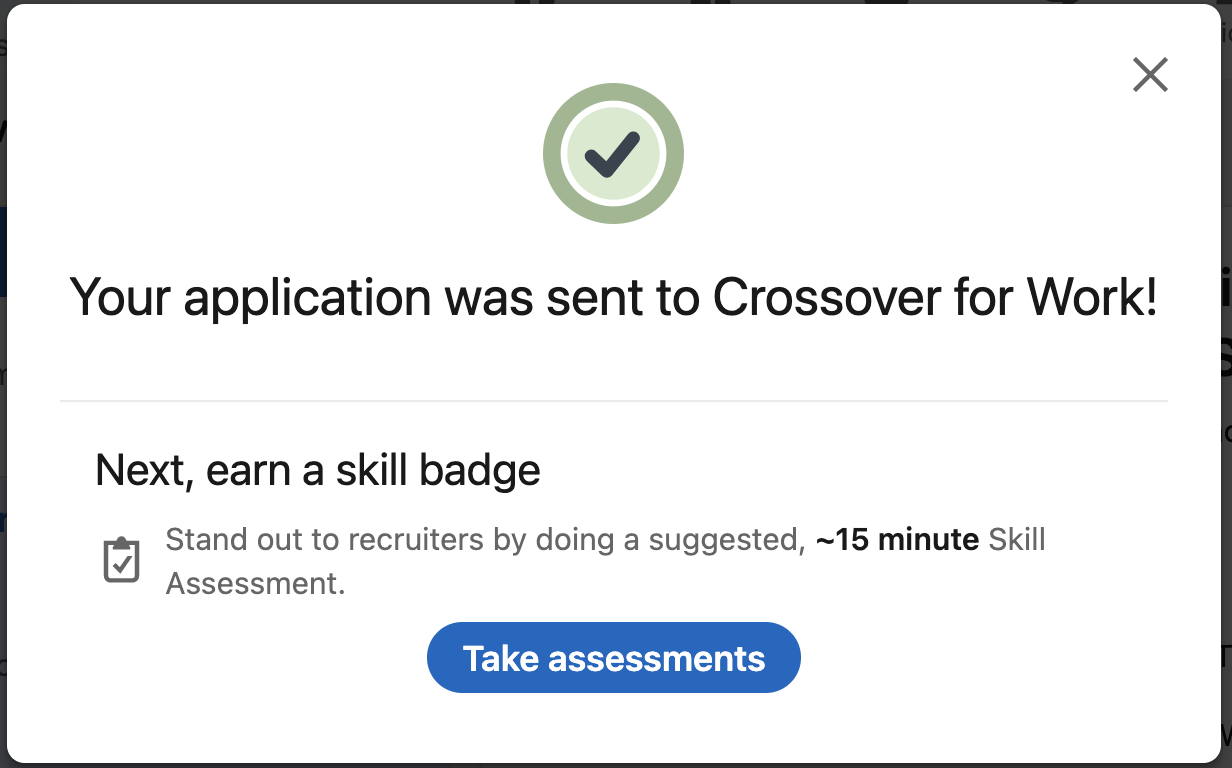 Your application was sent to Crossover for Work!
Next, earn a skill badge
Stand out to recruiters by doing a suggested, ~15 minute Skill
Assessment.
Take assessments